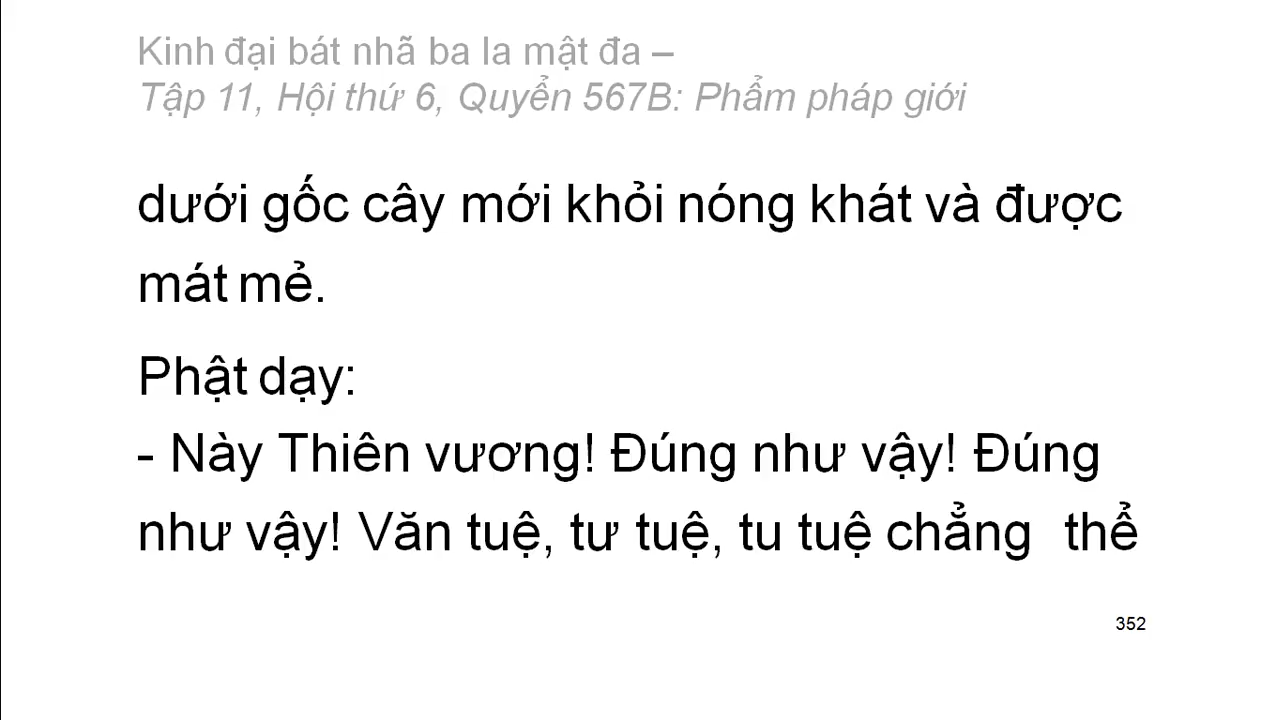 Kinh đại bát nhã ba la mật đa –
Tập 11, Hội thứ 6, Quyển 567B: Phẩm pháp giới
dưới gốc cây mới khỏi nóng khát và được
mát mẻ.
Phật dạy:
- Này Thiên vương! Đúng như vậy! Đúng
như vậy! Văn tuệ, tư tuệ, tu tuệ chẳng thể
352